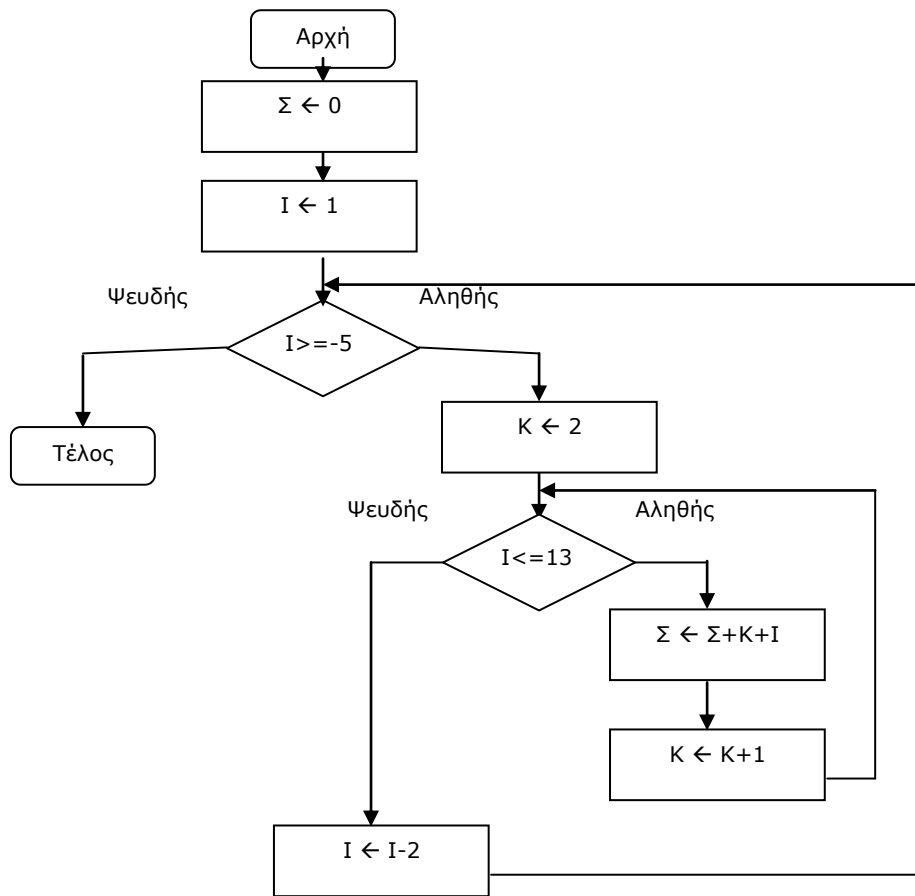 Αρχή
Σ ← 0
Ι ← 1
Ψευδής
Αληθής
Ι>=-5
Κ ← 2
Τέλος
Ψευδής
Αληθής
Ι<=13
Σ ← Σ+Κ+Ι
Κ ← Κ+1
Ι ← Ι-2